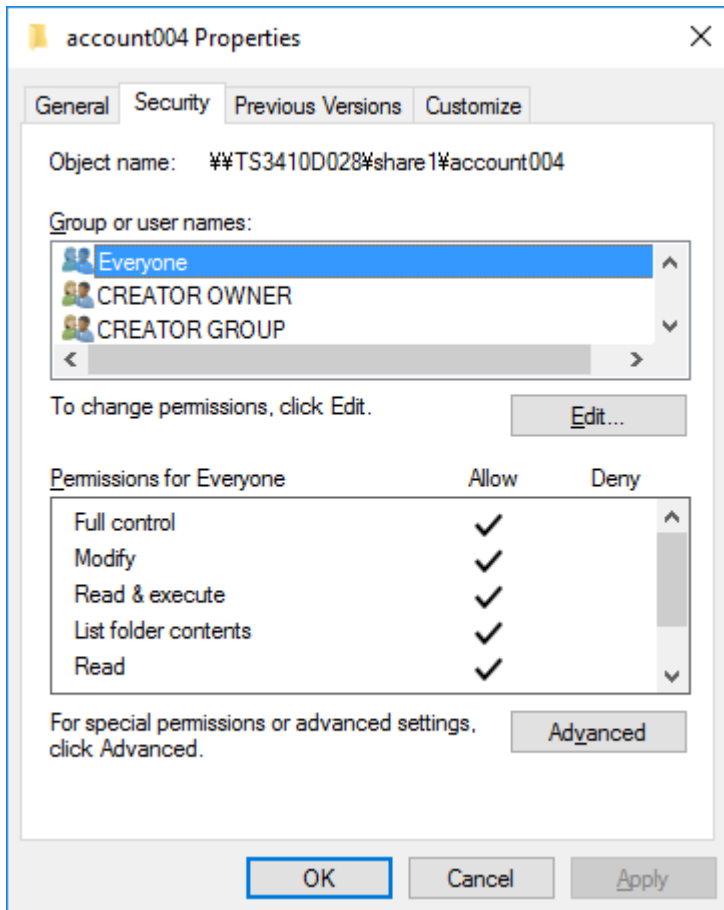 account004 Properties
General Security Previous Versions Customize
Object name: ¥¥TS3410D028¥share1¥account004
Group or user names:
Everyone
CREATOR OWNER
CREATOR GROUP
To change permissions, click Edit.
Edit...
Permissions for Everyone Allow Deny
Full control
Modify
Read & execute
List folder contents
Read
For special permissions or advanced settings,
click Advanced.
Advanced
OK Cancel Apply